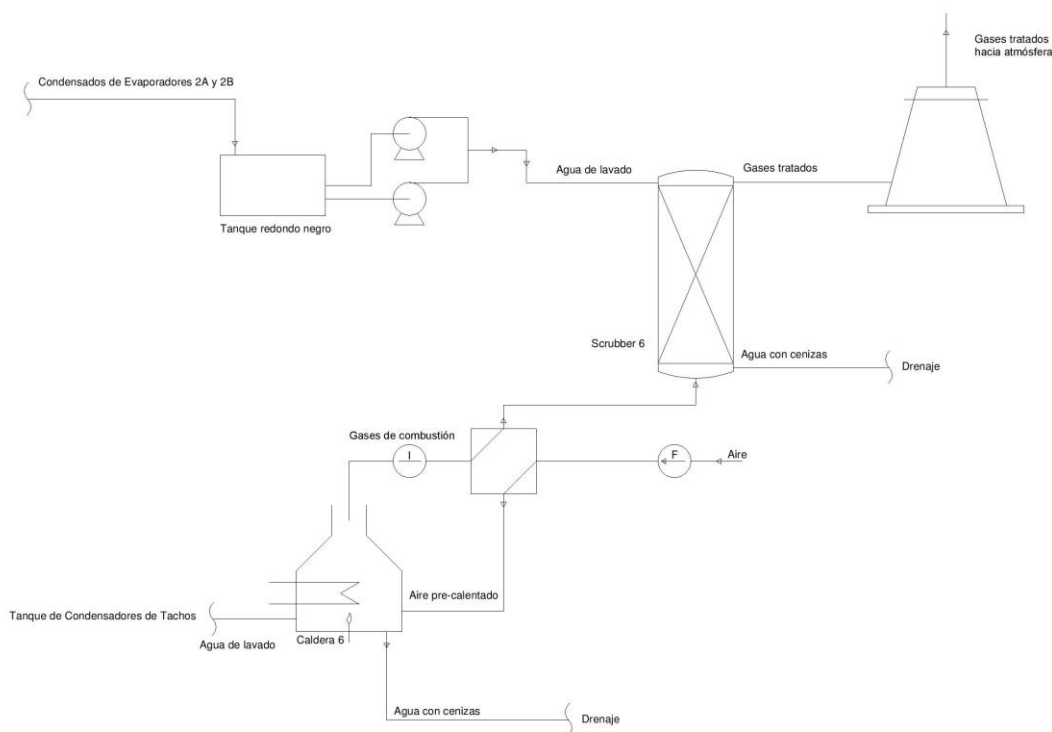 Gases tratados
hacia atmósfera
Condensados de Evaporadores 2A y 2B
Agua de lavado
Gases tratados
Tanque redondo negro
Scrubber 6
Agua con cenizas
Drenaje
Gases de combustión
I
F
Aire
Aire pre-calentado
Tanque de Condensadores de Tachos
Agua de lavado
Caldera 6
Agua con cenizas
Drenaje